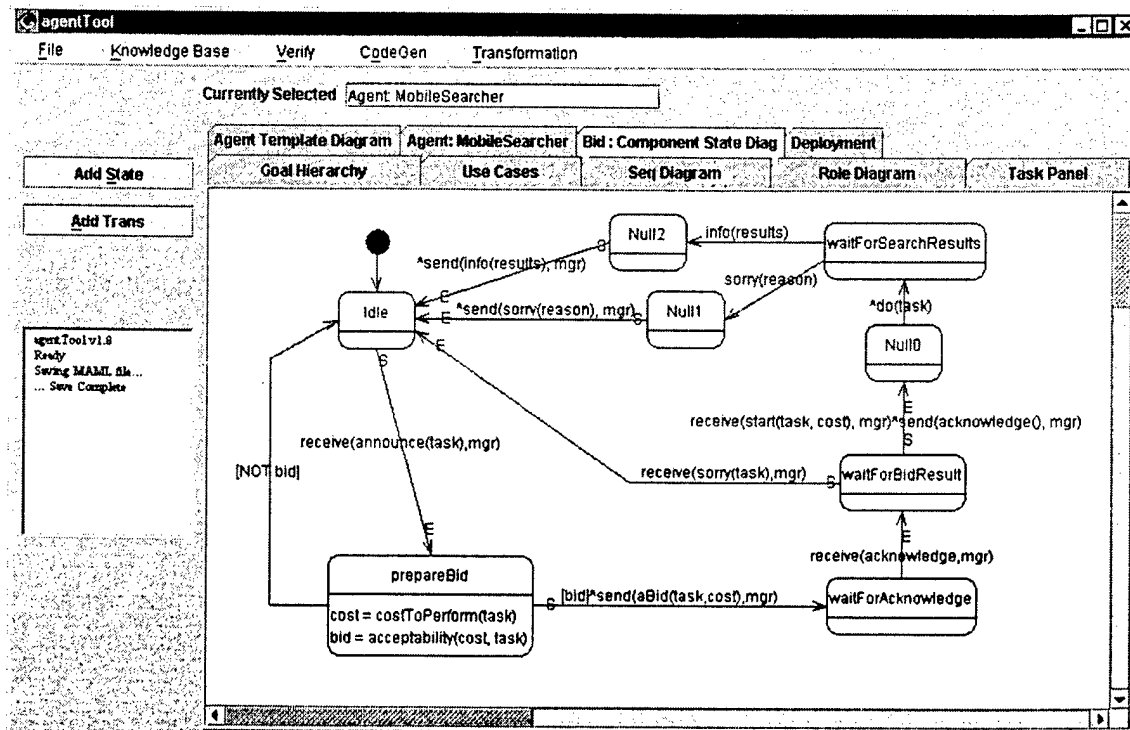 agentTool
File Knowledge Base Verify CodeGen Transformation
Currently Selected Agent: MobileSearcher
Agent Template Diagram Agent: MobileSearcher Bid : Component State Diag Deployment
Goal Hierarchy Use Cases Seq Diagram Role Diagram Task Panel
Add State
Add Trans
agentTool v1.8
Ready
Saving MAML file...
... Save Complete
Null2
info(results)
waitForSearchResults
S
^send(info(results), mgr)
sorry(reason)
E
Idle
^send(sorry(reason), mgr)
E
S
Null1
^do(task)
Null0
S
E
E
receive(start(task, cost), mgr)^send(acknowledge(), mgr)
S
receive(announce(task),mgr)
[NOT bid]
receive(sorry(task),mgr)
S
waitForBidResult
E
E
receive(acknowledge,mgr)
prepareBid
cost = costToPerform(task)
bid = acceptability(cost, task)
S
[bid]^send(aBid(task,cost),mgr)
waitForAcknowledge